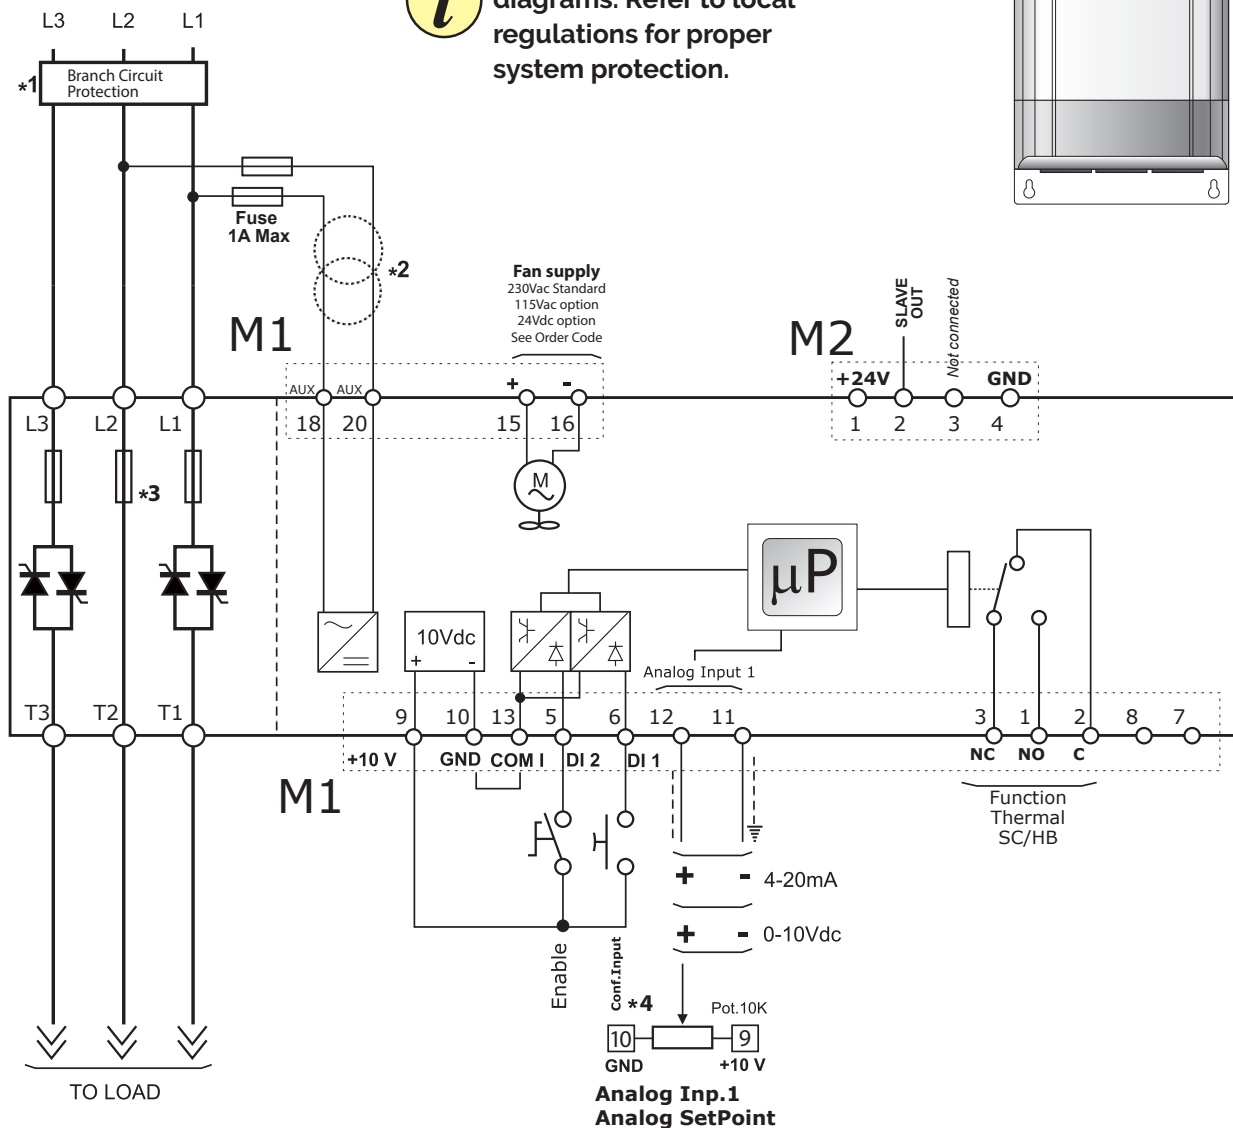 L3 L2 L1
diagrams. Refer to local
regulations for proper
system protection.
i
*1
Branch Circuit
Protection
Fuse
1A Max
*2
Fan supply
230Vac Standard
115Vac option
24Vdc option
See Order Code
M1
AUX AUX
+ -
18 20 15 16
M
M2
SLAVE
OUT
Not connected
+24V GND
1 2 3 4
L3 L2 L1
*3
10Vdc
+ -
µP
Analog Input 1
T3 T2 T1
9 10 13 5 6 12 11 3 1 2 8 7
+10 V GND COM I DI 2 DI 1 NC NO C
M1
Function
Thermal
SC/HB
+ - 4-20mA
+ - 0-10Vdc
Enable
Conf.Input
*4
Pot.10K
10 9
GND +10 V
Analog Inp.1
Analog SetPoint
TO LOAD